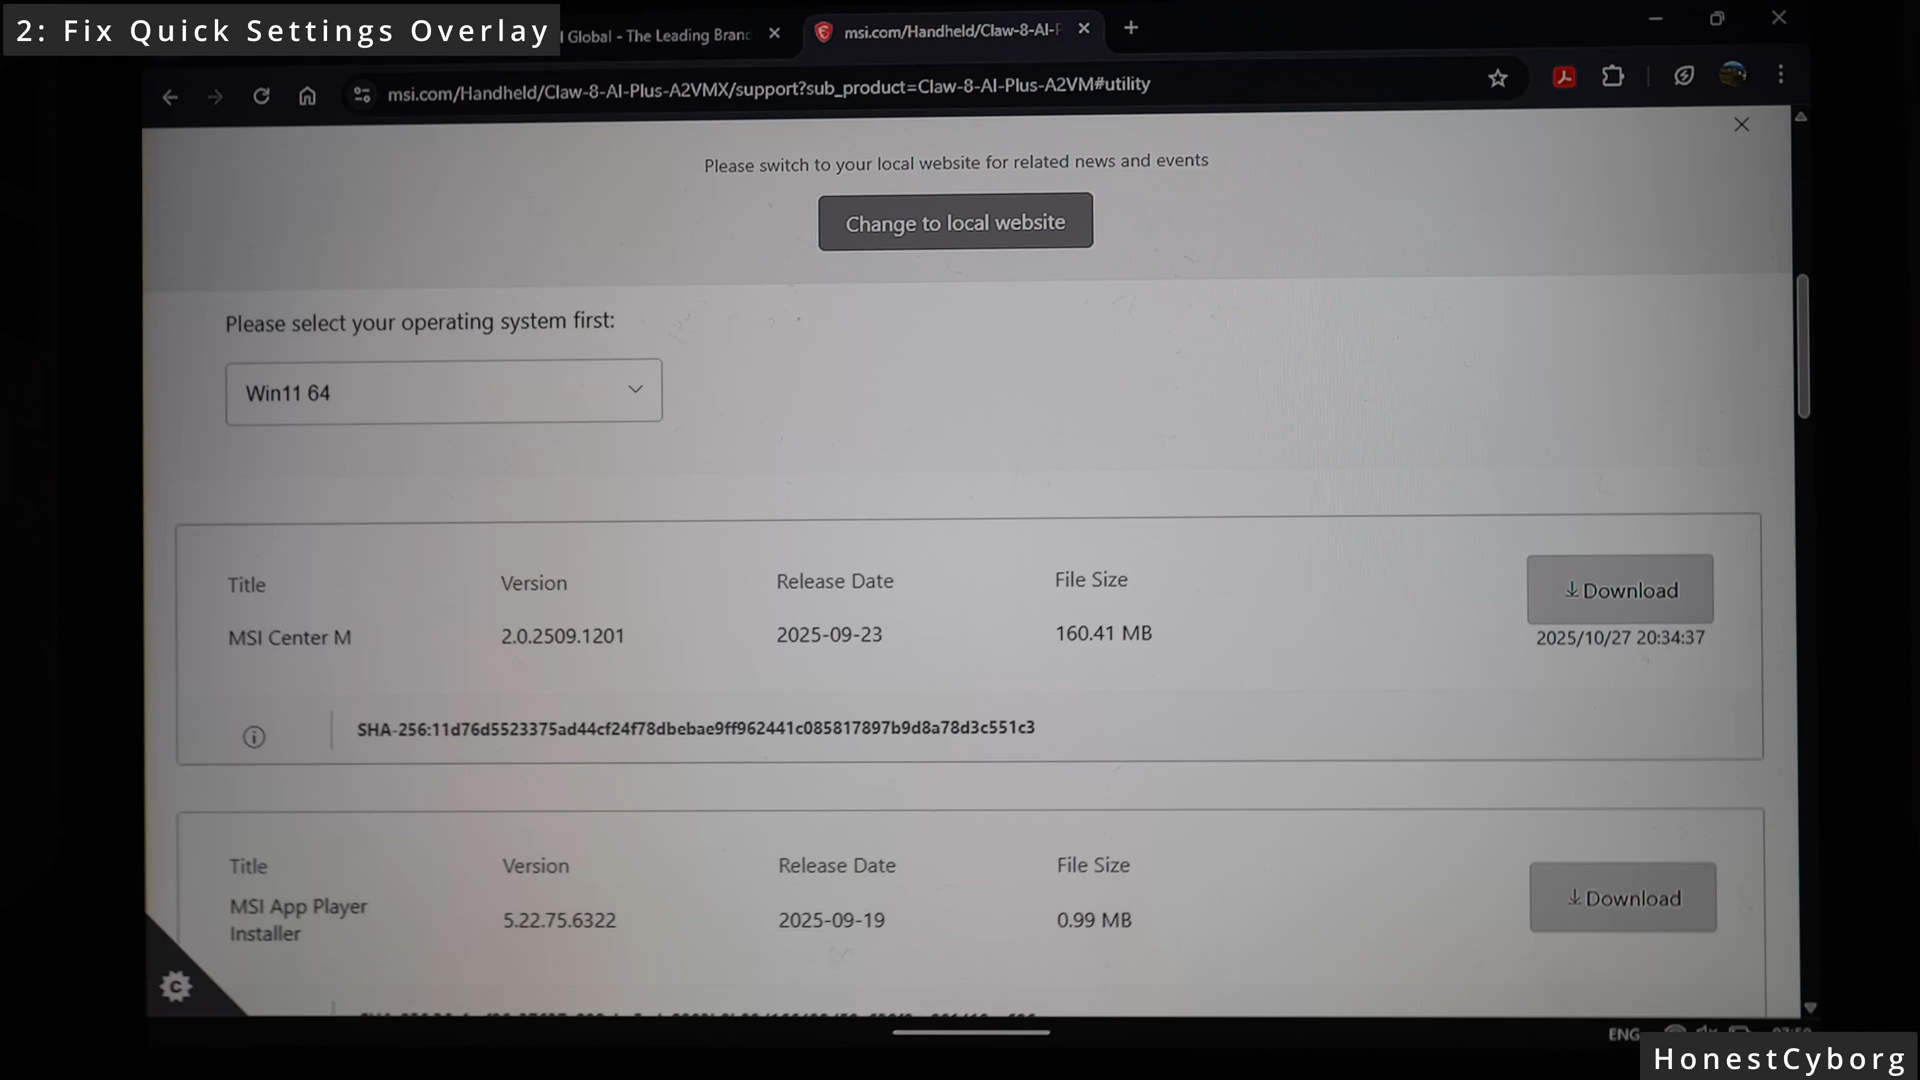 2: Fix Quick Settings Overlay
l Global - The Leading Bran
msi.com/Handheld/Claw-8-AI-P
msi.com/Handheld/Claw-8-AI-Plus-A2VMX/support?sub_product=Claw-8-AI-Plus-A2VM#utility
Please switch to your local website for related news and events
Change to local website
Please select your operating system first:
Win11 64
Title Version Release Date File Size
Download
MSI Center M 2.0.2509.1201 2025-09-23 160.41 MB
2025/10/27 20:34:37
SHA-256:11d76d5523375ad44cf24f78dbebae9ff962441c085817897b9d8a78d3c551c3
Title Version Release Date File Size
Download
MSI App Player
Installer
5.22.75.6322 2025-09-19 0.99 MB
ENG
HonestCyborg